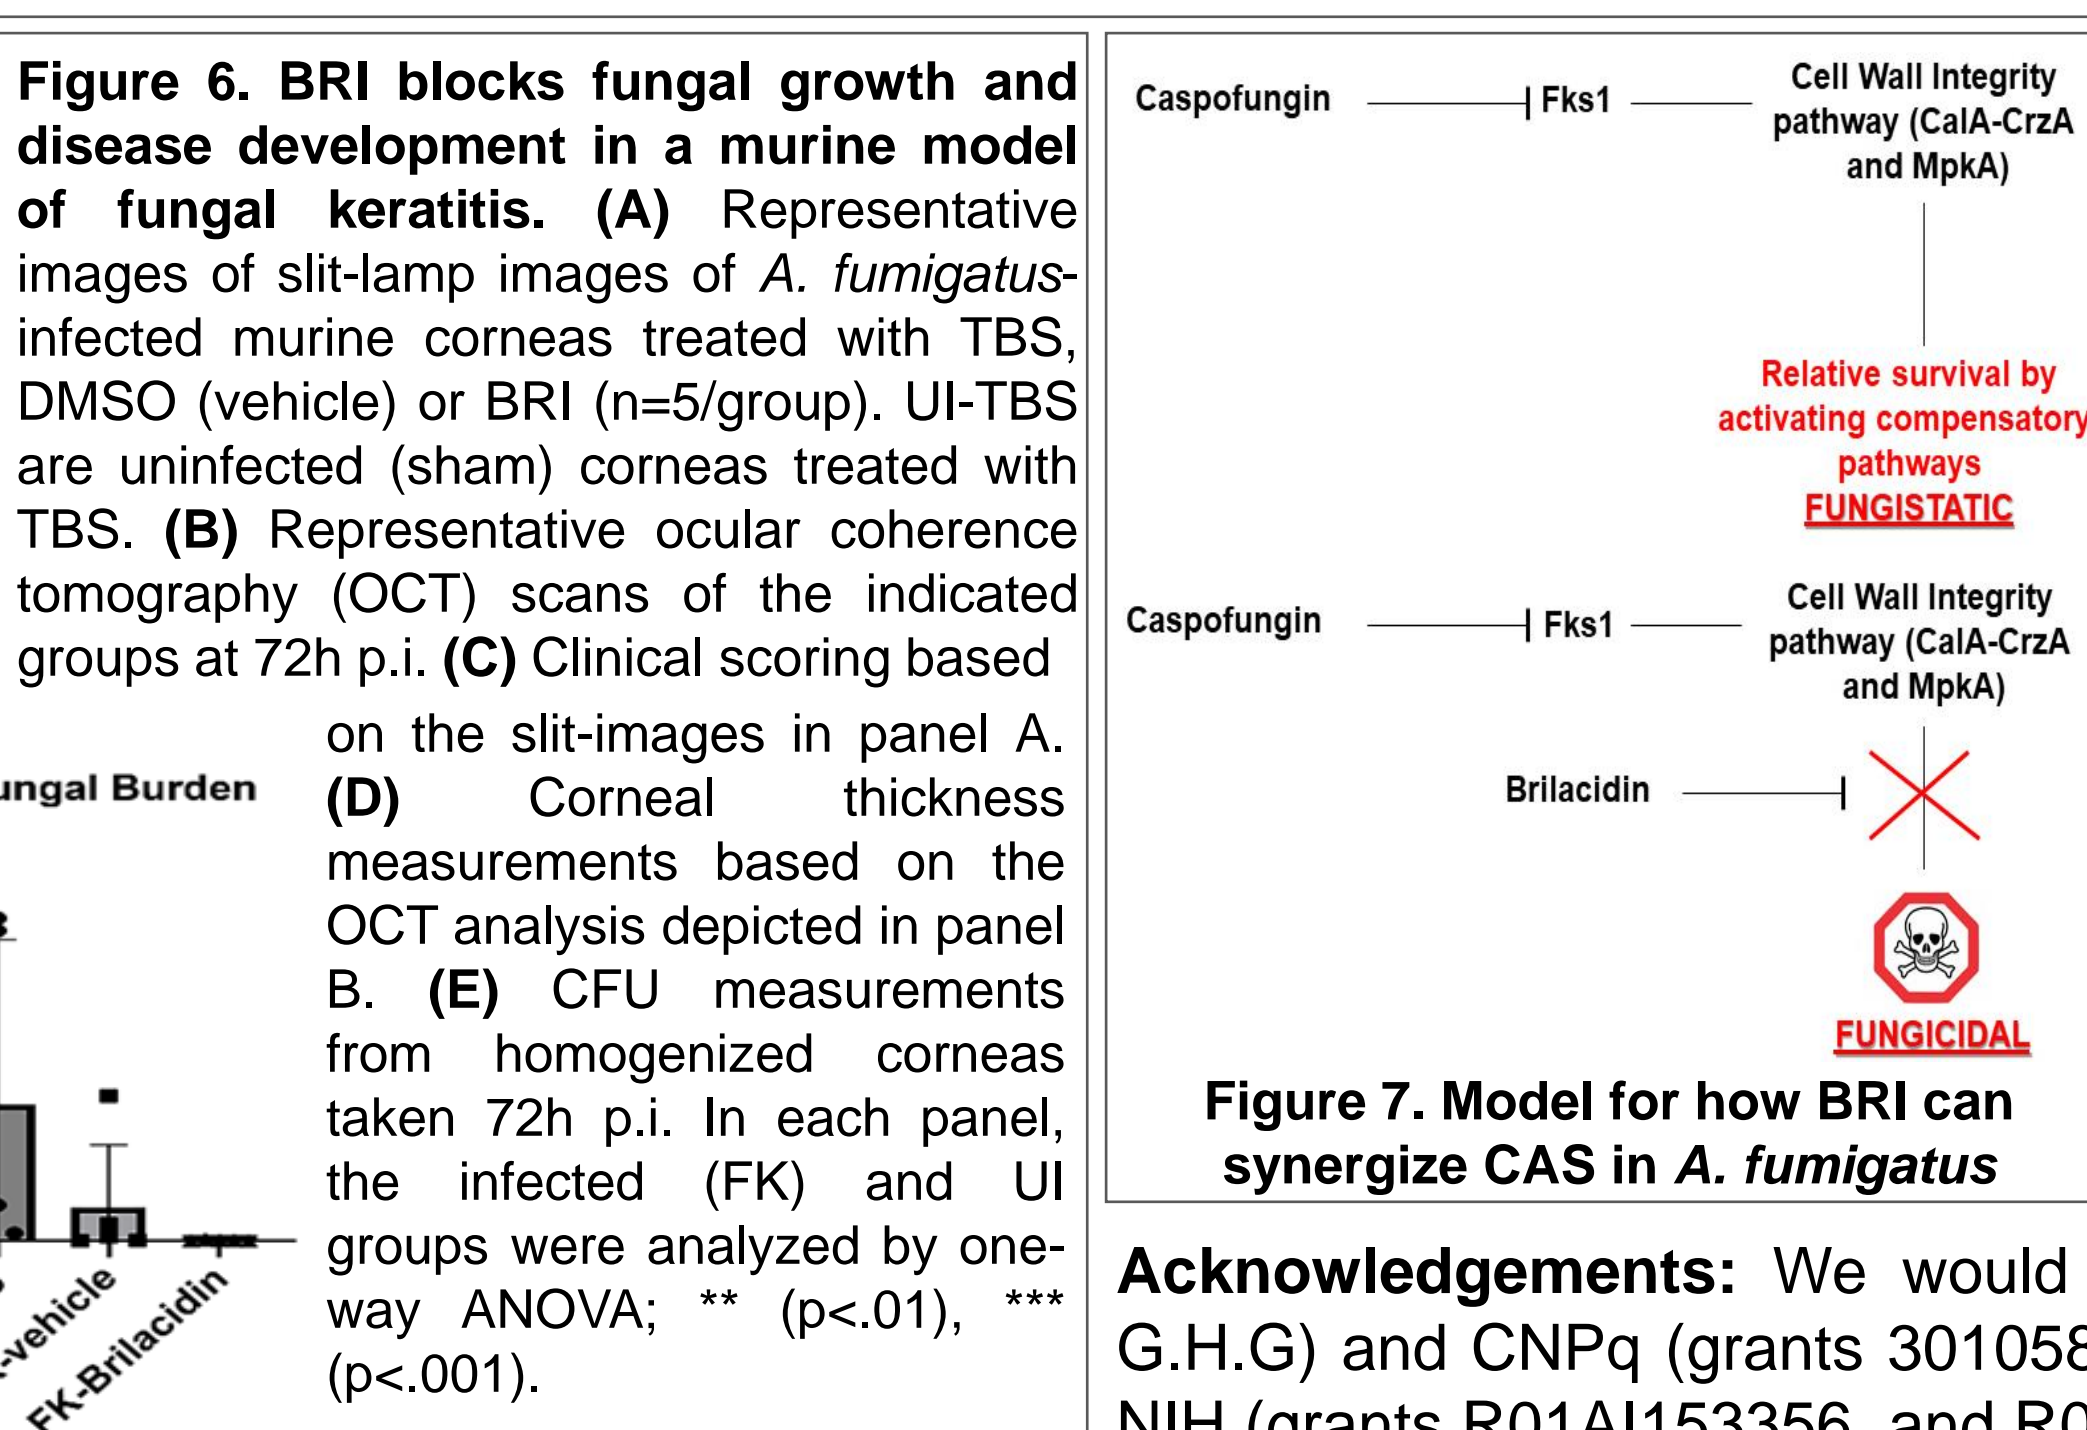 Figure 6. BRI blocks fungal growth and
disease development in a murine model
of fungal keratitis. (A) Representative
images of slit-lamp images of A. fumigatus-
infected murine corneas treated with TBS,
DMSO (vehicle) or BRI (n=5/group). UI-TBS
are uninfected (sham) corneas treated with
TBS. (B) Representative ocular coherence
tomography (OCT) scans of the indicated
groups at 72h p.i. (C) Clinical scoring based
on the slit-images in panel A.
(D) Corneal thickness
measurements based on the
OCT analysis depicted in panel
B. (E) CFU measurements
from homogenized corneas
taken 72h p.i. In each panel,
the infected (FK) and UI
groups were analyzed by one-
way ANOVA; ** (p<.01), ***
(p<.001).
ungal Burden
-vehicle
FK-Brilacidin
Caspofungin
Fks1
Cell Wall Integrity
pathway (CalA-CrzA
and MpkA)
Relative survival by
activating compensatory
pathways
FUNGISTATIC
Caspofungin
Fks1
Cell Wall Integrity
pathway (CalA-CrzA
and MpkA)
Brilacidin
FUNGICIDAL
Figure 7. Model for how BRI can
synergize CAS in A. fumigatus
Acknowledgements: We would
G.H.G) and CNPq (grants 301058
NIH (grants R01AI153356, and R0